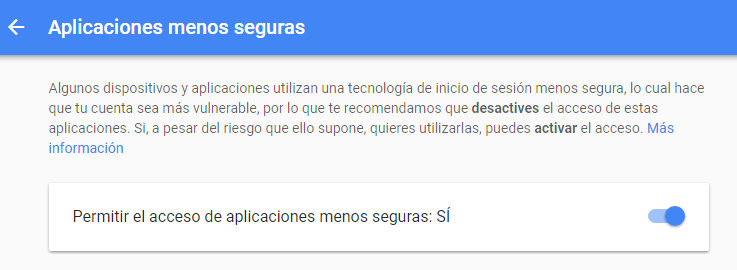 Aplicaciones menos seguras
Algunos dispositivos y aplicaciones utilizan una tecnología de inicio de sesión menos segura, lo cual hace
que tu cuenta sea más vulnerable, por lo que te recomendamos que desactives el acceso de estas
aplicaciones. Si, a pesar del riesgo que ello supone, quieres utilizarlas, puedes activar el acceso. Más
información
Permitir el acceso de aplicaciones menos seguras: SÍ